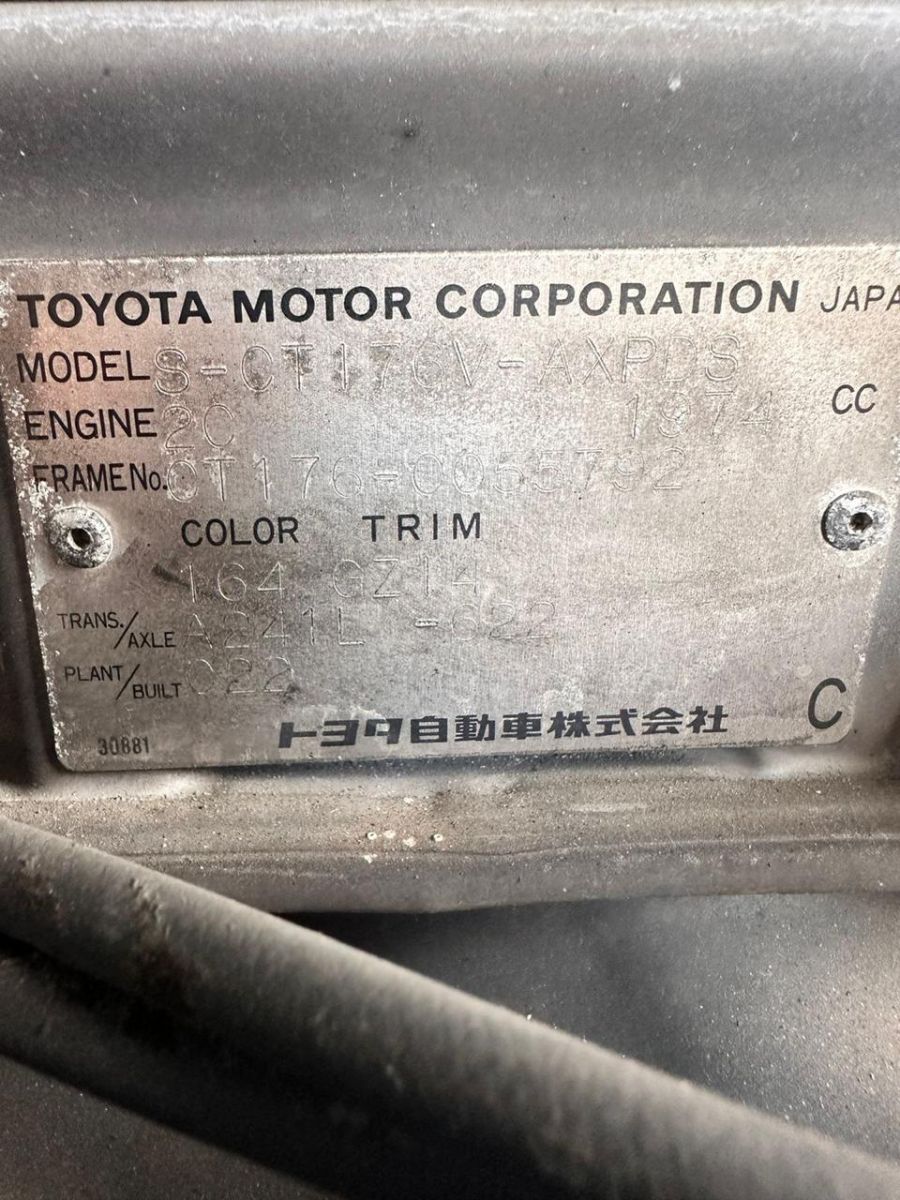 TOYOTA MOTOR CORPORATION JAPA
MODEL S-CT176V-AXPDS
ENGINE 2C 1974 CC
FRAME No. CT176-0055792
COLOR TRIM
164 GZ14
TRANS./AXLE A241L -622
PLANT/BUILT
30881
トヨタ自動車株式会社
C